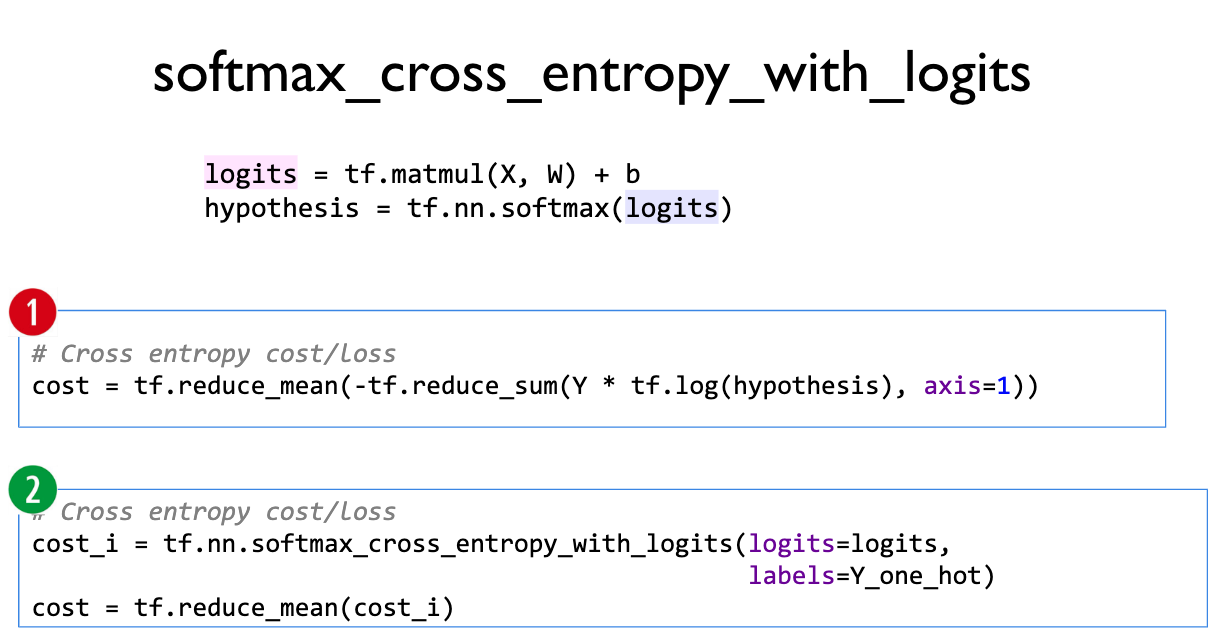 softmax_cross_entropy_with_logits
logits = tf.matmul(X, W) + b
hypothesis = tf.nn.softmax(logits)
1
# Cross entropy cost/loss
cost = tf.reduce_mean(-tf.reduce_sum(Y * tf.log(hypothesis), axis=1))
2
# Cross entropy cost/loss
cost_i = tf.nn.softmax_cross_entropy_with_logits(logits=logits,
labels=Y_one_hot)
cost = tf.reduce_mean(cost_i)